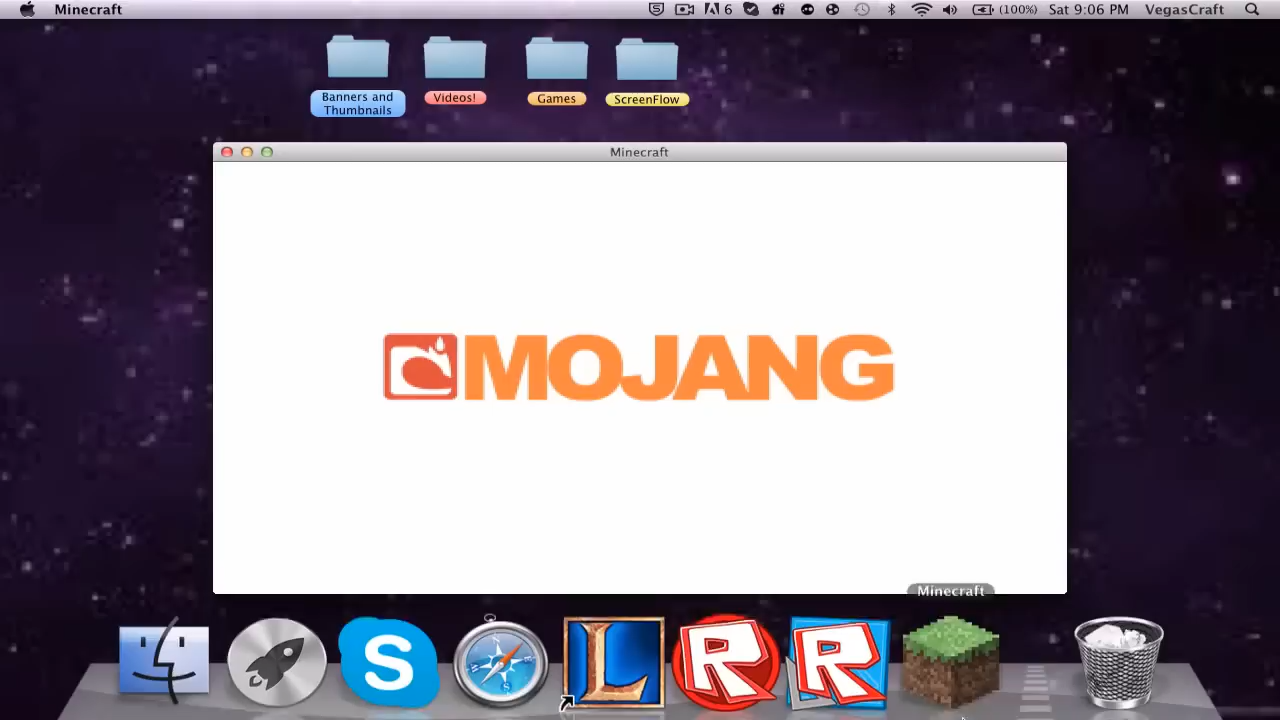 Minecraft
6
(100%)
Sat 9:06 PM
VegasCraft
Banners and
Thumbnails
Videos!
Games
ScreenFlow
Minecraft
MOJANG
Minecraft
S
L
R
R